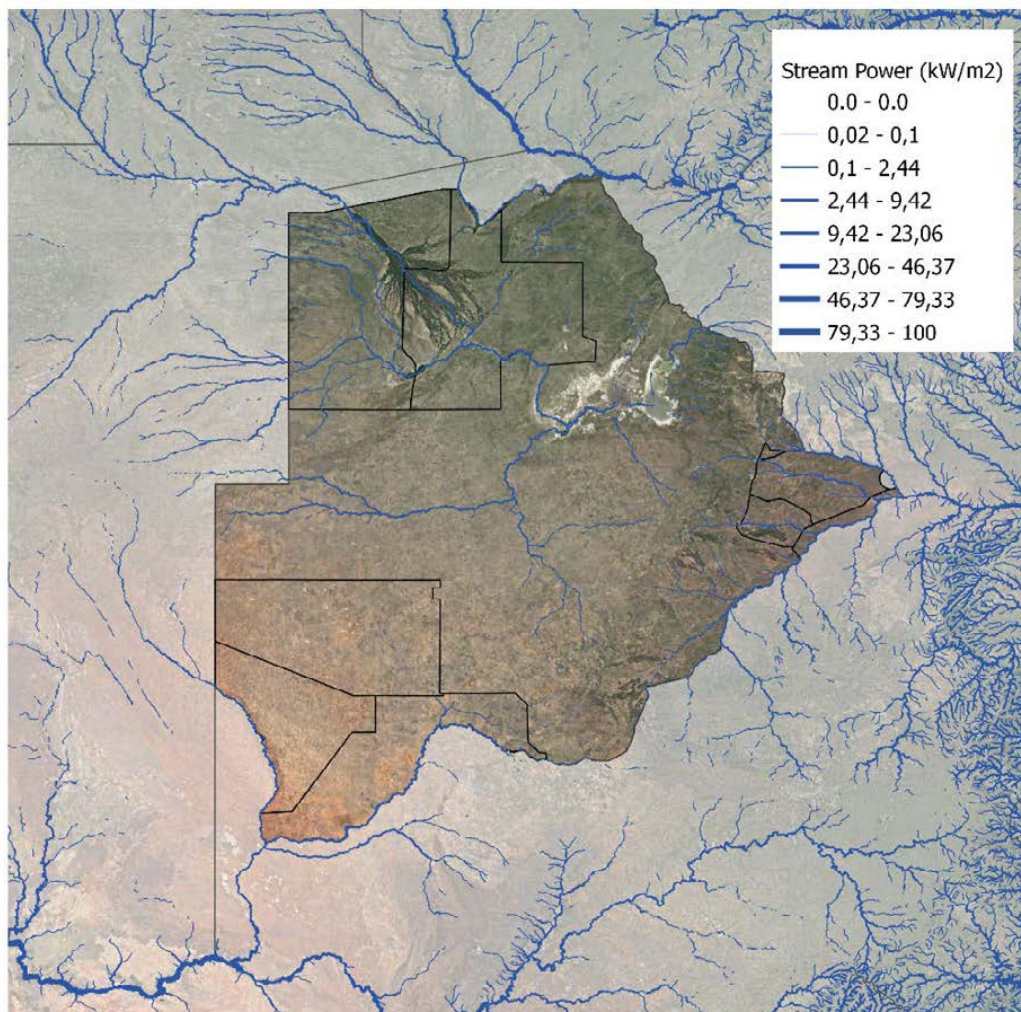 Stream Power (kW/m2)
0.0 - 0.0
0,02 - 0,1
0,1 - 2,44
2,44 - 9,42
9,42 - 23,06
23,06 - 46,37
46,37 - 79,33
79,33 - 100